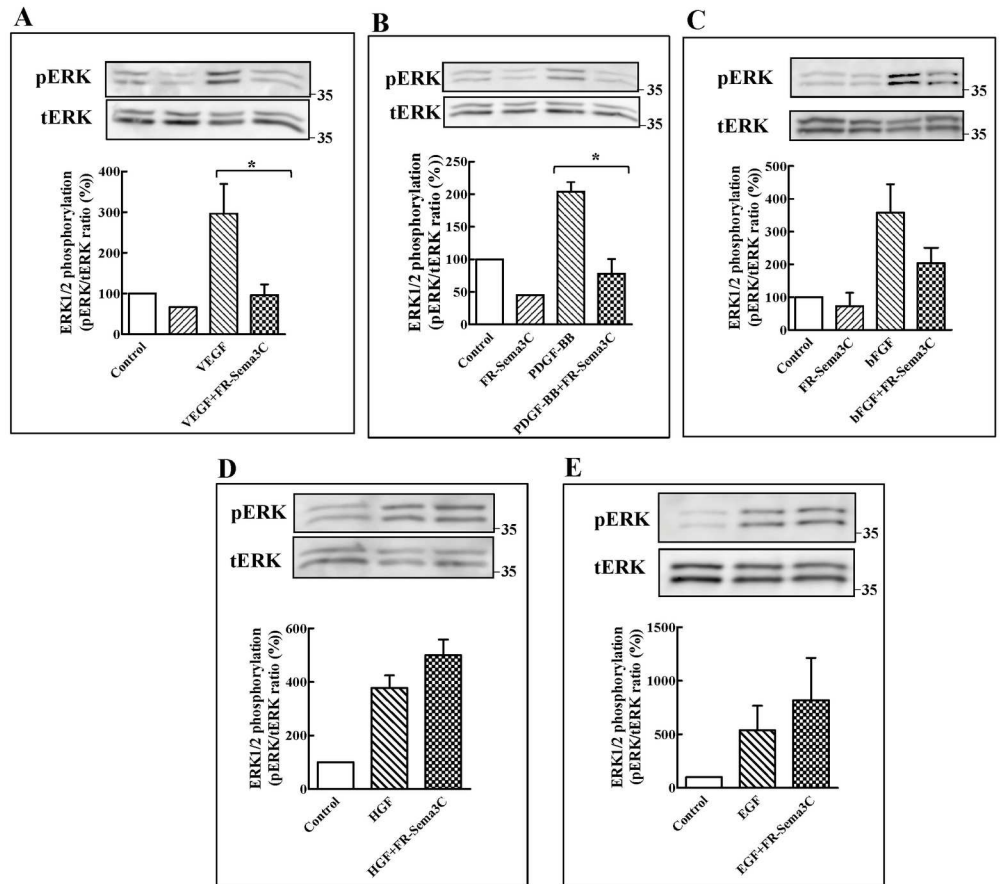 A
pERK
-35
tERK
-35
*
ERK1/2 phosphorylation
(pERK/tERK ratio (%))
400
300
200
100
0
Control
VEGF
VEGF+FR-Sema3C
B
pERK
-35
tERK
-35
*
ERK1/2 phosphorylation
(pERK/tERK ratio (%))
250
200
150
100
50
0
Control
FR-Sema3C
PDGF-BB
PDGF-BB+FR-Sema3C
C
pERK
-35
tERK
-35
ERK1/2 phosphorylation
(pERK/tERK ratio (%))
500
400
300
200
100
0
Control
FR-Sema3C
bFGF
bFGF+FR-Sema3C
D
pERK
-35
tERK
-35
ERK1/2 phosphorylation
(pERK/tERK ratio (%))
600
400
200
0
Control
HGF
HGF+FR-Sema3C
E
pERK
-35
tERK
-35
ERK1/2 phosphorylation
(pERK/tERK ratio (%))
1500
1000
500
0
Control
EGF
EGF+FR-Sema3C